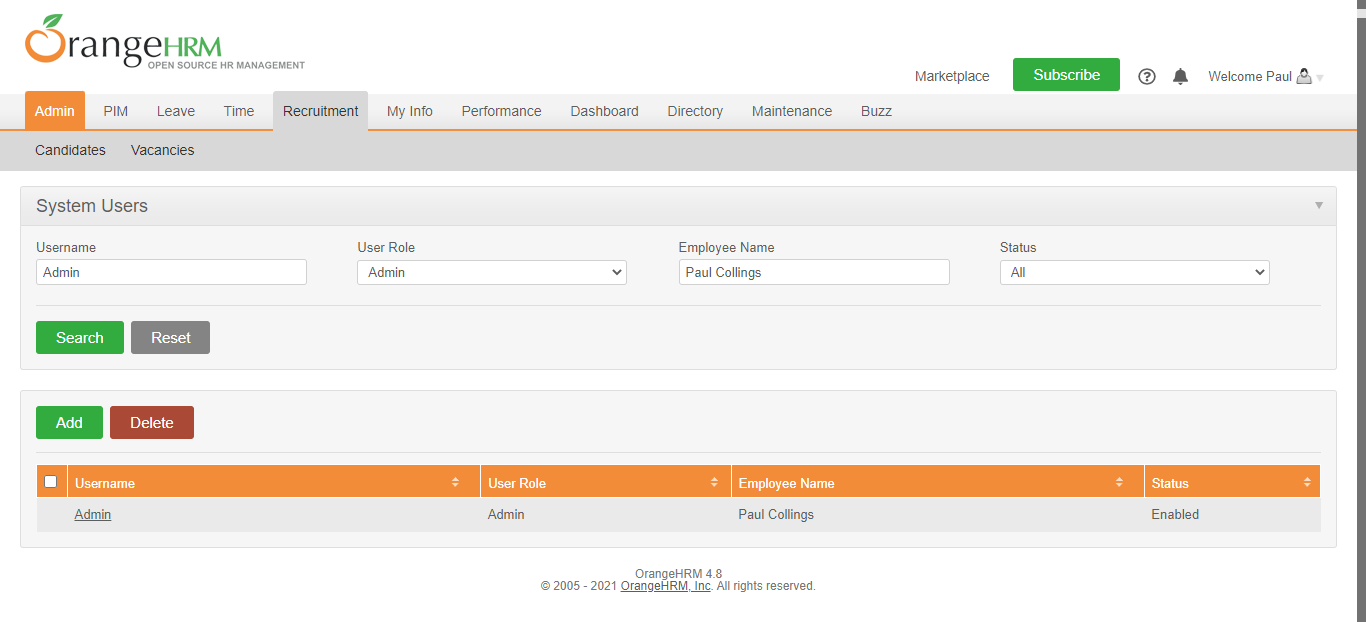 OrangeHRM
OPEN SOURCE HR MANAGEMENT
Marketplace Subscribe Welcome Paul
Admin PIM Leave Time Recruitment My Info Performance Dashboard Directory Maintenance Buzz
Candidates Vacancies
System Users
Username User Role Employee Name Status
Admin Admin Paul Collings All
Search Reset
Add Delete
Username User Role Employee Name Status
Admin Admin Paul Collings Enabled
OrangeHRM 4.8
© 2005 - 2021 OrangeHRM, Inc. All rights reserved.